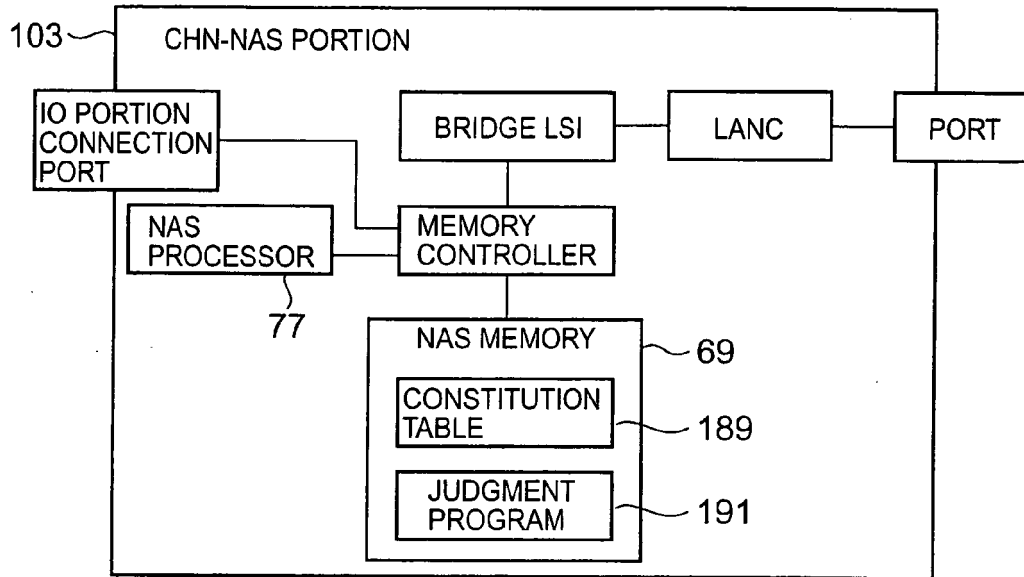 103
CHN-NAS PORTION
IO PORTION
CONNECTION
PORT
BRIDGE LSI
LANC
PORT
NAS
PROCESSOR
77
MEMORY
CONTROLLER
NAS MEMORY
69
CONSTITUTION
TABLE
189
JUDGMENT
PROGRAM
191